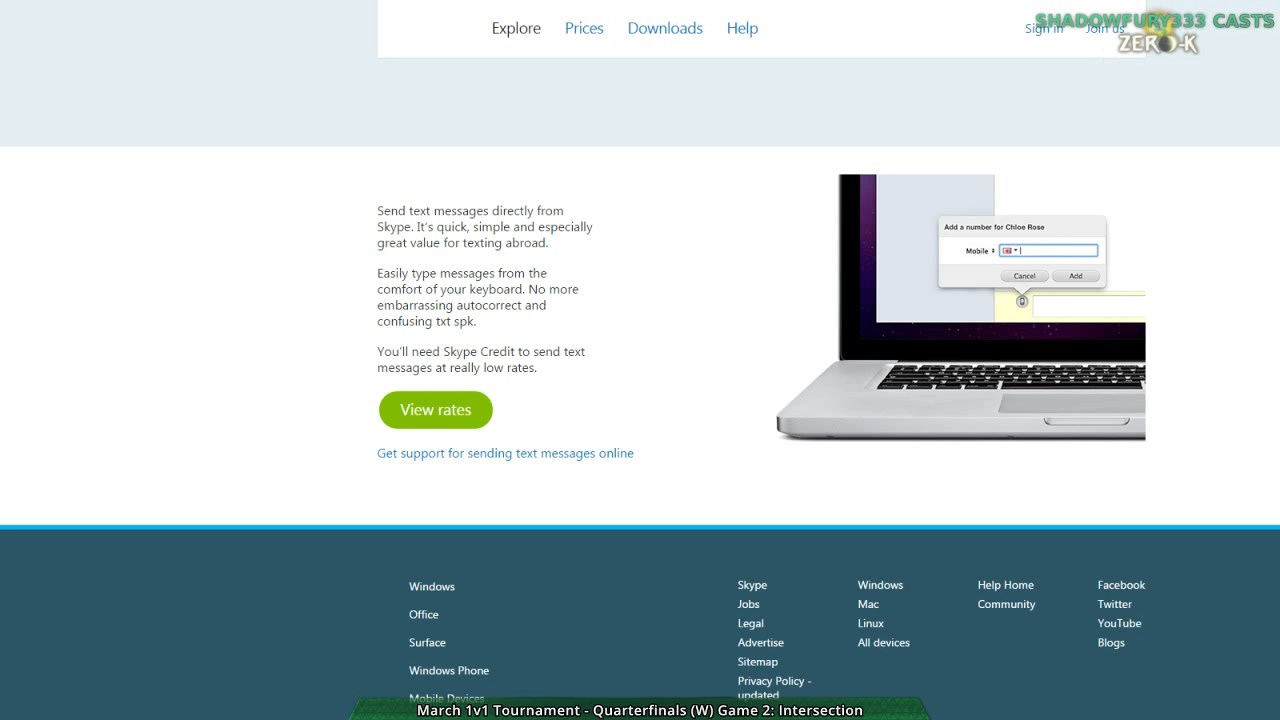 Explore Prices Downloads Help Sign in Join us
SHADOWFURY333 CASTS
ZERO-K
Send text messages directly from
Skype. It's quick, simple and especially
great value for texting abroad.
Easily type messages from the
comfort of your keyboard. No more
embarrassing autocorrect and
confusing txt spk.
You'll need Skype Credit to send text
messages at really low rates.
View rates
Get support for sending text messages online
Add a number for Chloe Rose
Mobile
Cancel Add
Windows
Office
Surface
Windows Phone
Mobile Devices
Skype
Jobs
Legal
Advertise
Sitemap
Privacy Policy -
updated
Windows
Mac
Linux
All devices
Help Home
Community
Facebook
Twitter
YouTube
Blogs
March 1v1 Tournament - Quarterfinals (W) Game 2: Intersection